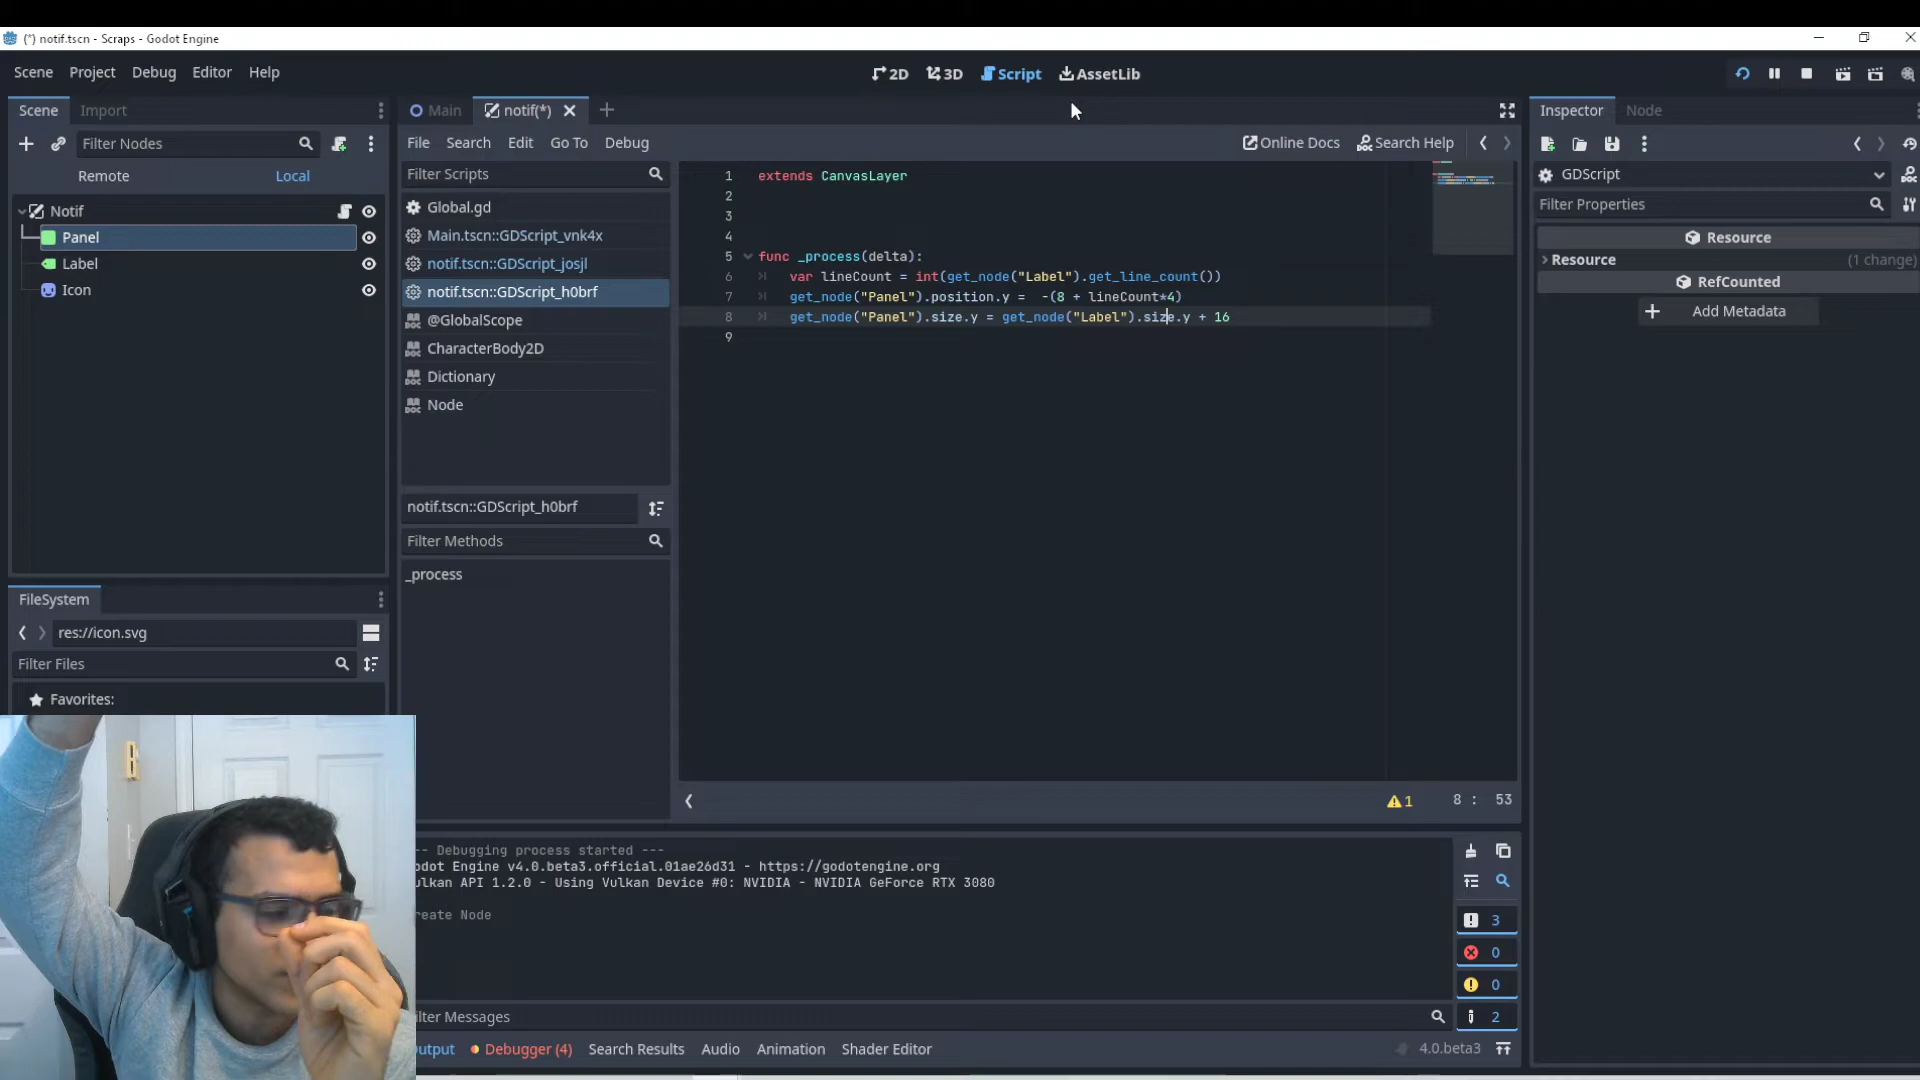 (*) notif.tscn - Scraps - Godot Engine
Scene Project Debug Editor Help
2D 3D Script AssetLib
Scene Import
Filter Nodes
Remote Local
Notif
Panel
Label
Icon
FileSystem
res://icon.svg
Filter Files
Favorites:
Main notif(*)
File Search Edit Go To Debug
Online Docs Search Help
Filter Scripts
Global.gd
Main.tscn::GDScript_vnk4x
notif.tscn::GDScript_josjl
notif.tscn::GDScript_h0brf
@GlobalScope
CharacterBody2D
Dictionary
Node
notif.tscn::GDScript_h0brf
Filter Methods
_process
1 extends CanvasLayer
2
3
4
5 func _process(delta):
6 var lineCount = int(get_node("Label").get_line_count())
7 get_node("Panel").position.y = -(8 + lineCount*4)
8 get_node("Panel").size.y = get_node("Label").size.y + 16
9
1 8 : 53
-- Debugging process started ---
odot Engine v4.0.beta3.official.01ae26d31 - https://godotengine.org
ulkan API 1.2.0 - Using Vulkan Device #0: NVIDIA - NVIDIA GeForce RTX 3080
reate Node
3
0
0
2
ilter Messages
utput Debugger (4) Search Results Audio Animation Shader Editor
4.0.beta3
Inspector Node
GDScript
Filter Properties
Resource
Resource (1 change)
RefCounted
Add Metadata